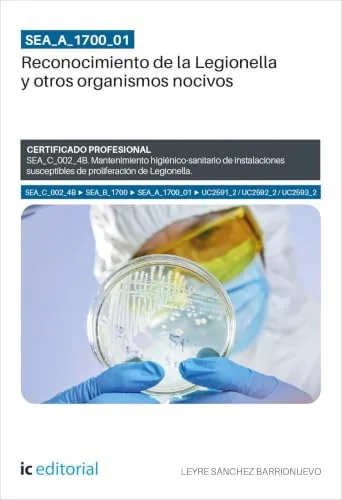 SEA_A_1700_01
Reconocimiento de la Legionella
y otros organismos nocivos
CERTIFICADO PROFESIONAL
SEA_C_002_4B. Mantenimiento higiénico-sanitario de instalaciones
susceptibles de proliferación de Legionella.
SEA_C_002_4B ▶ SEA_B_1700 ▶ SEA_A_1700_01 ▶ UC2591_2 / UC2592_2 / UC2593_2
ic editorial
LEYRE SÁNCHEZ BARRIONUEVO